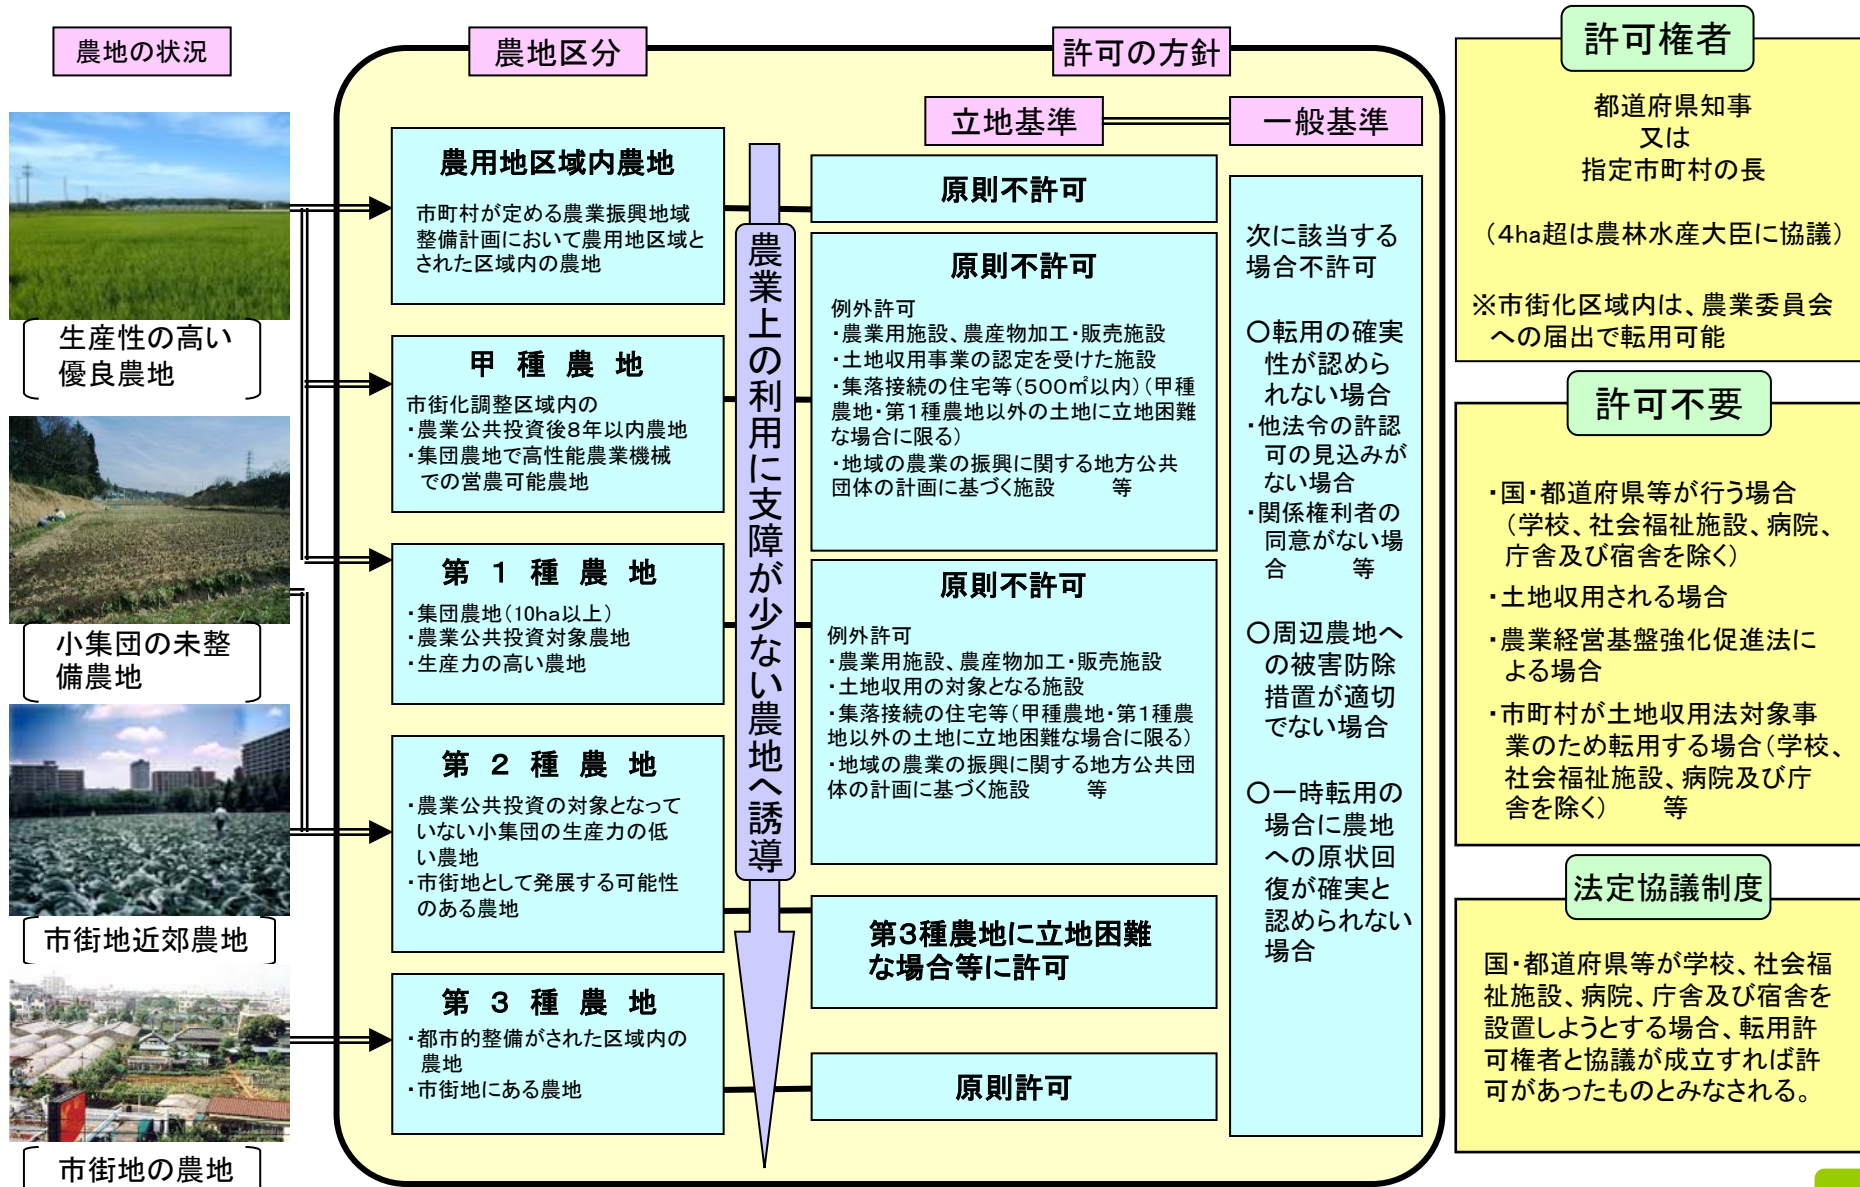 農地の状況
生産性の高い
優良農地
小集団の未整
備農地
市街地近郊農地
市街地の農地
農地区分
許可の方針
立地基準
一般基準
農用地区域内農地
市町村が定める農業振興地域
整備計画において農用地区域と
された区域内の農地
甲種農地
市街化調整区域内の
・農業公共投資後8年以内農地
・集団農地で高性能農業機械
での営農可能農地
第1種農地
・集団農地(10ha以上)
・農業公共投資対象農地
・生産力の高い農地
第2種農地
・農業公共投資の対象となって
いない小集団の生産力の低
い農地
・市街地として発展する可能性
のある農地
第3種農地
・都市的整備がされた区域内の
農地
・市街地にある農地
農業上の利用に支障が少ない農地へ誘導
原則不許可
原則不許可
例外許可
・農業用施設、農産物加工・販売施設
・土地収用事業の認定を受けた施設
・集落接続の住宅等(500㎡以内)(甲種
農地・第1種農地以外の土地に立地困難
な場合に限る)
・地域の農業の振興に関する地方公共
団体の計画に基づく施設 等
原則不許可
例外許可
・農業用施設、農産物加工・販売施設
・土地収用の対象となる施設
・集落接続の住宅等(甲種農地・第1種農
地以外の土地に立地困難な場合に限る)
・地域の農業の振興に関する地方公共団
体の計画に基づく施設 等
第3種農地に立地困難
な場合等に許可
原則許可
次に該当する
場合不許可
○転用の確実
性が認めら
れない場合
・他法令の許認
可の見込みが
ない場合
・関係権利者の
同意がない場
合 等
○周辺農地へ
の被害防除
措置が適切
でない場合
○一時転用の
場合に農地
への原状回
復が確実と
認められない
場合
許可権者
都道府県知事
又は
指定市町村の長
(4ha超は農林水産大臣に協議)
※市街化区域内は、農業委員会
への届出で転用可能
許可不要
・国・都道府県等が行う場合
(学校、社会福祉施設、病院、
庁舎及び宿舎を除く)
・土地収用される場合
・農業経営基盤強化促進法に
よる場合
・市町村が土地収用法対象事
業のため転用する場合(学校、
社会福祉施設、病院及び庁
舎を除く) 等
法定協議制度
国・都道府県等が学校、社会福
祉施設、病院、庁舎及び宿舎を
設置しようとする場合、転用許
可権者と協議が成立すれば許
可があったものとみなされる。